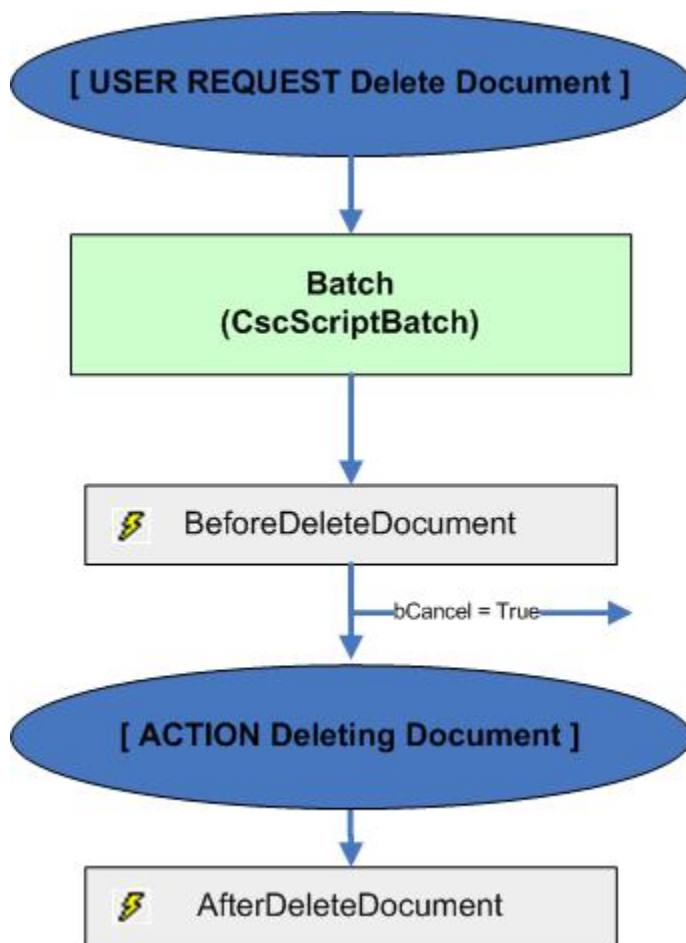 [ USER REQUEST Delete Document ]
Batch
(CscScriptBatch)
BeforeDeleteDocument
bCancel = True
[ ACTION Deleting Document ]
AfterDeleteDocument